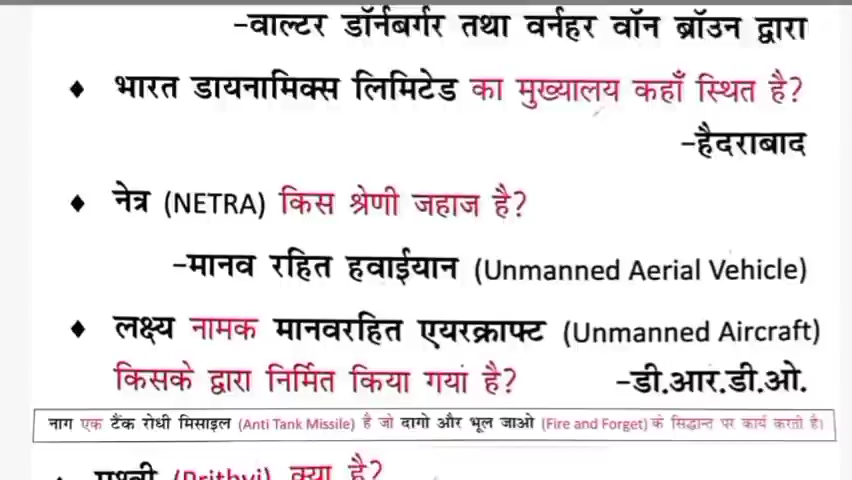 -वाल्टर डॉर्नबर्गर तथा वर्नहर वॉन ब्रॉउन द्वारा
♦ भारत डायनामिक्स लिमिटेड का मुख्यालय कहाँ स्थित है?
-हैदराबाद
♦ नेत्र (NETRA) किस श्रेणी जहाज है?
-मानव रहित हवाईयान (Unmanned Aerial Vehicle)
♦ लक्ष्य नामक मानवरहित एयरक्राफ्ट (Unmanned Aircraft)
किसके द्वारा निर्मित किया गया है? -डी.आर.डी.ओ.
नाग एक टैंक रोधी मिसाइल (Anti Tank Missile) है जो दागो और भूल जाओ (Fire and Forget) के सिद्धान्त पर कार्य करती है।
♦ पृथ्वी (Prithvi) क्या है?